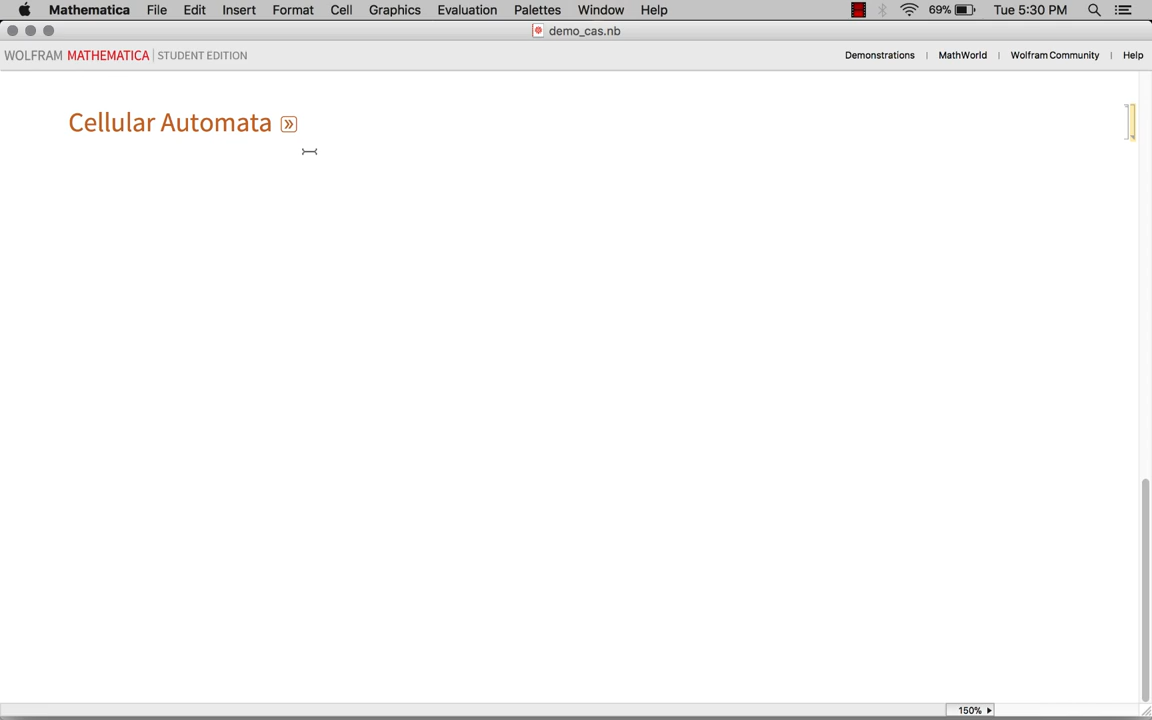 Mathematica File Edit Insert Format Cell Graphics Evaluation Palettes Window Help 69% Tue 5:30 PM
demo_cas.nb
WOLFRAM MATHEMATICA | STUDENT EDITION Demonstrations | MathWorld | Wolfram Community | Help
Cellular Automata »
150%